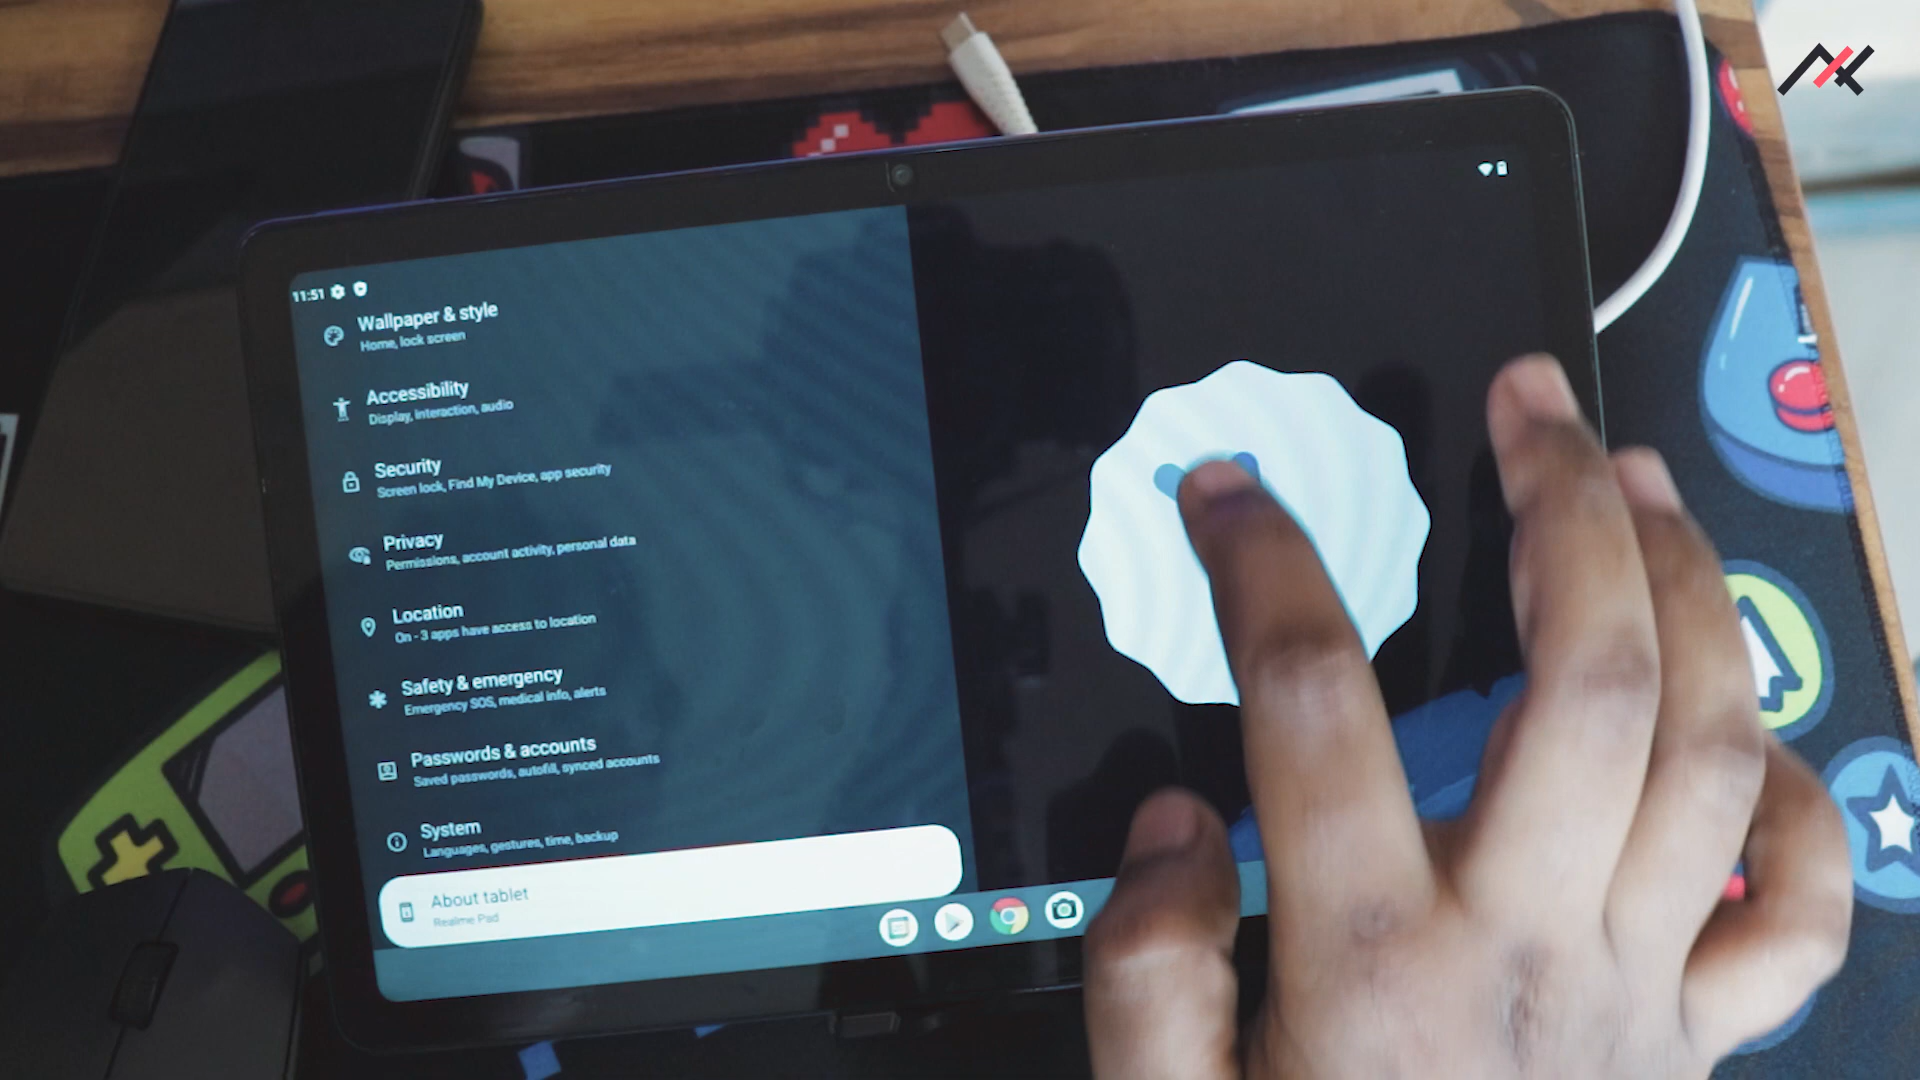 11:51
Wallpaper & style
Home, lock screen
Accessibility
Display, interaction, audio
Security
Screen lock, Find My Device, app security
Privacy
Permissions, account activity, personal data
Location
On - 3 apps have access to location
Safety & emergency
Emergency SOS, medical info, alerts
Passwords & accounts
Saved passwords, autofill, synced accounts
System
Languages, gestures, time, backup
About tablet
Realme Pad